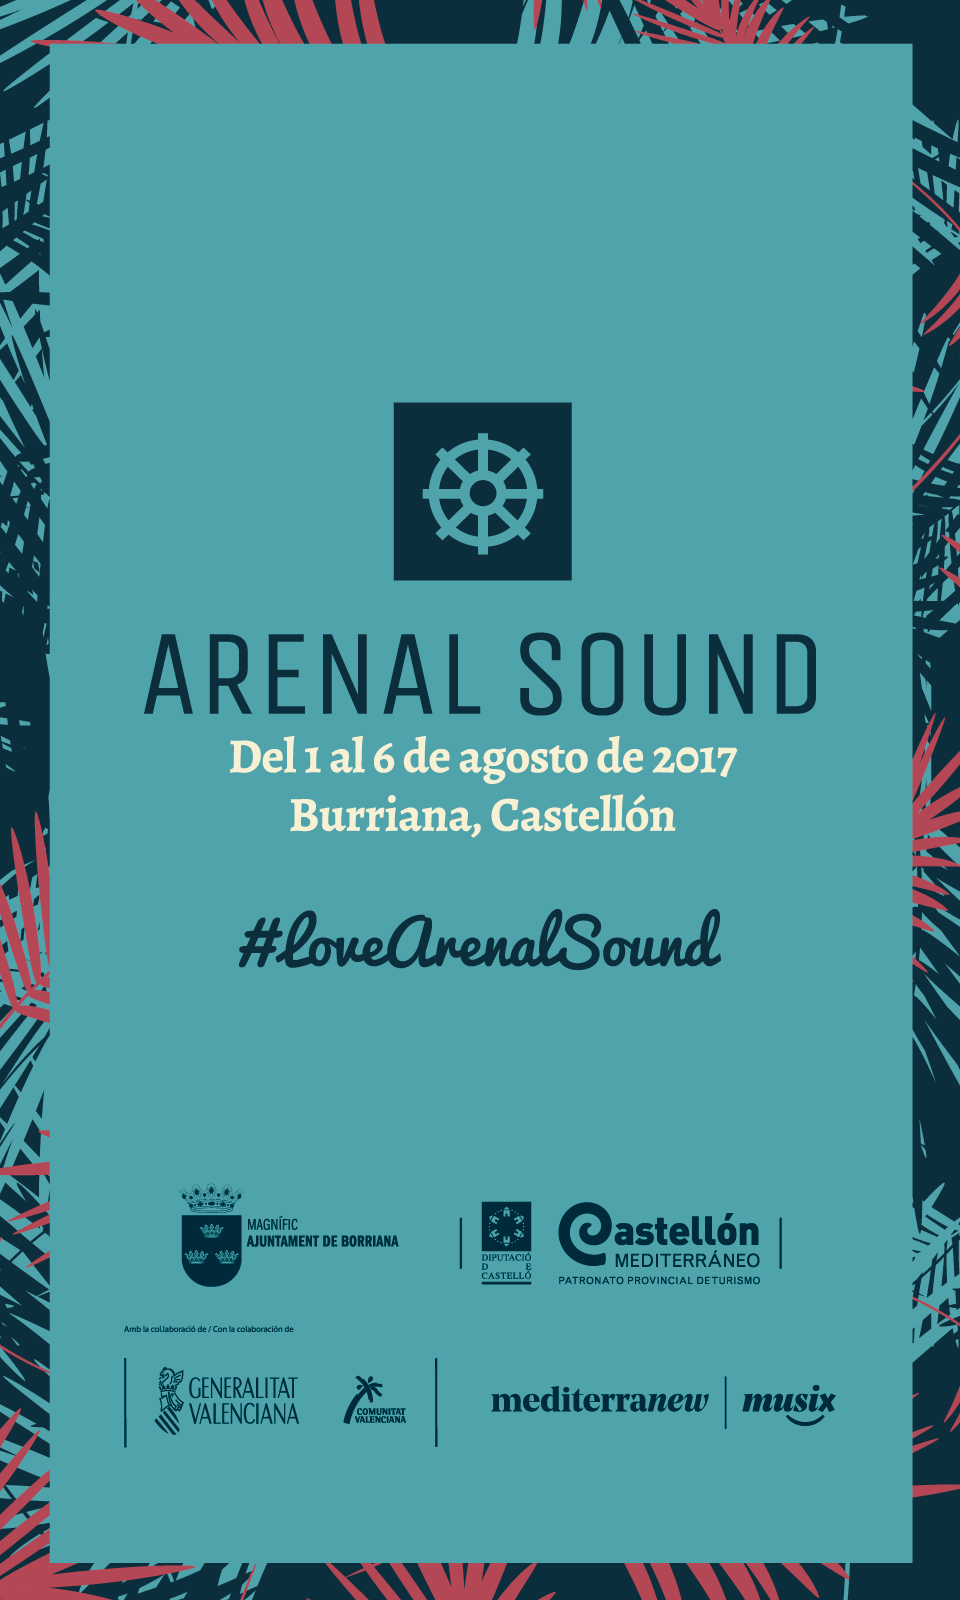 ARENAL SOUND
Del 1 al 6 de agosto de 2017
Burriana, Castellón
#LoveArenalSound
MAGNÍFIC
AJUNTAMENT DE BORRIANA
DIPUTACIÓ
D E
CASTELLÓ
Castellón
MEDITERRÁNEO
PATRONATO PROVINCIAL DE TURISMO
Amb la col.laboració de / Con la colaboración de
GENERALITAT
VALENCIANA
COMUNITAT
VALENCIANA
mediterranew
musix